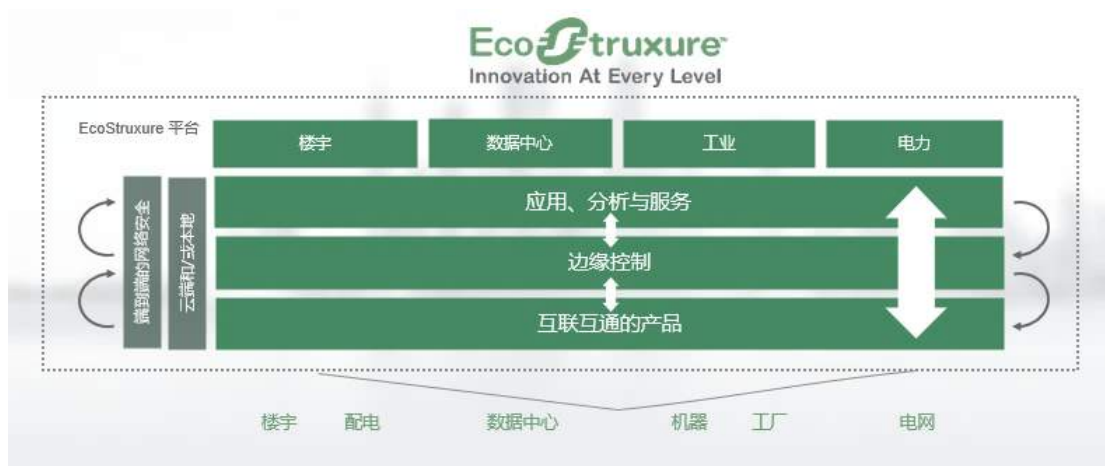 EcoStruxure™
Innovation At Every Level
EcoStruxure 平台
楼宇 数据中心 工业 电力
端到端的网络安全
云端和/或本地
应用、分析与服务
边缘控制
互联互通的产品
楼宇 配电 数据中心 机器 工厂 电网